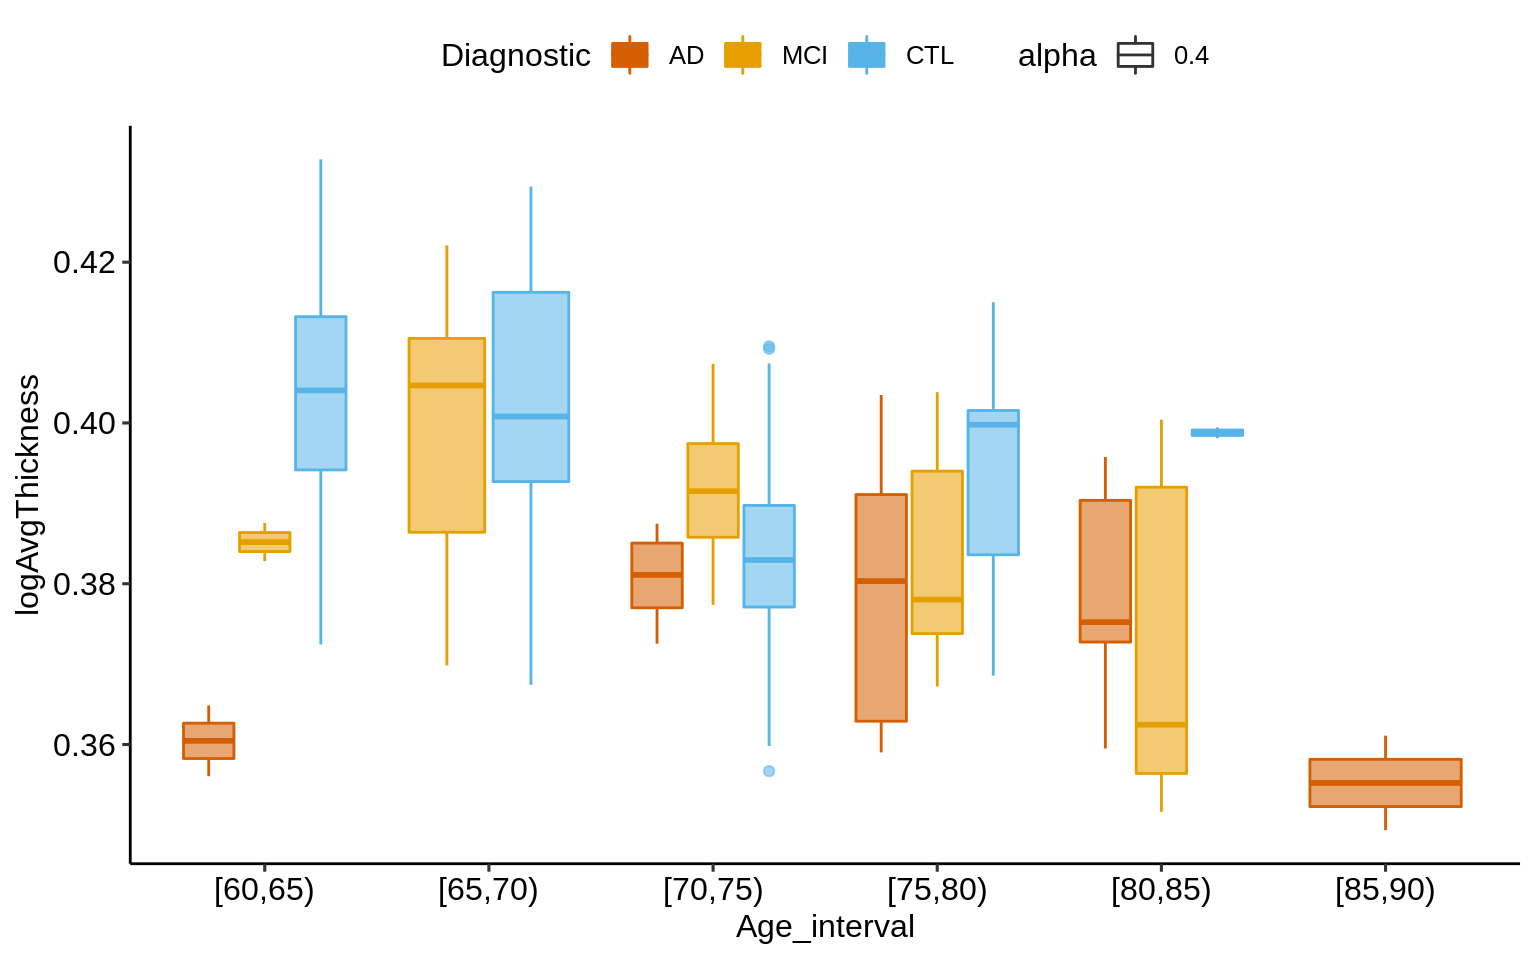 Diagnostic AD MCI CTL alpha 0.4
logAvgThickness
0.42
0.40
0.38
0.36
[60,65) [65,70) [70,75) [75,80) [80,85) [85,90)
Age_interval